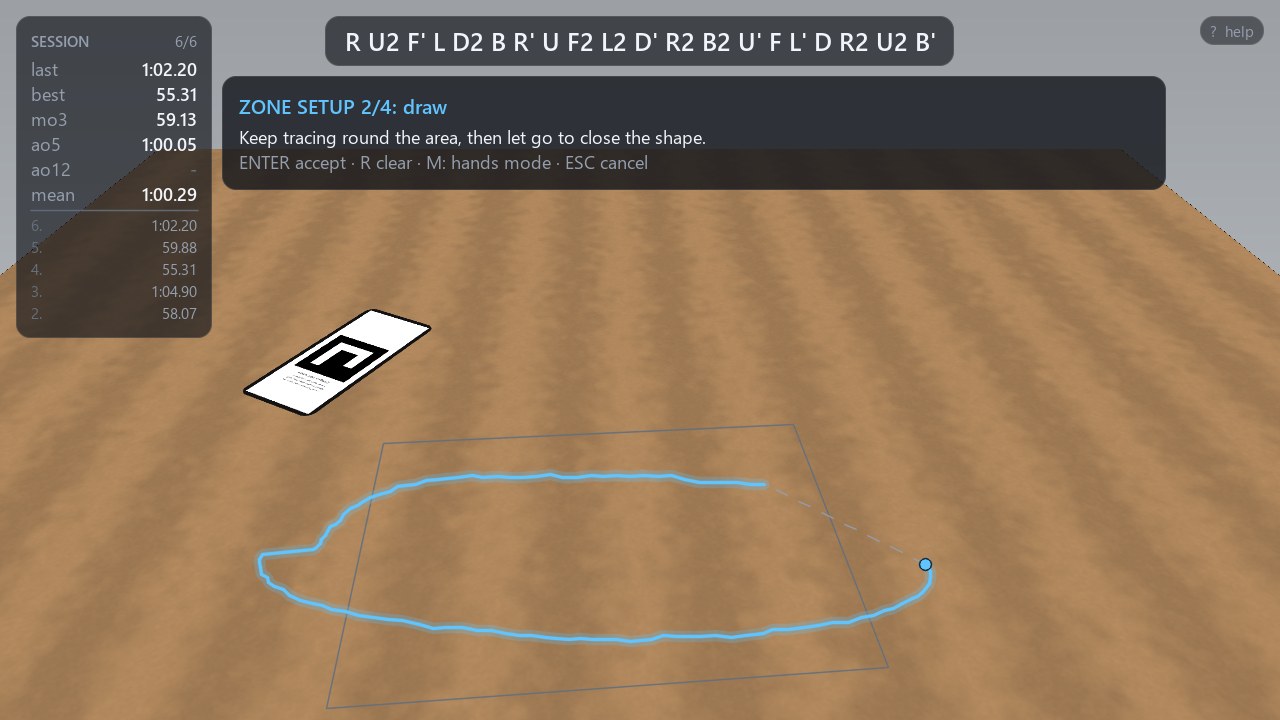 SESSION 6/6
last 1:02.20
best 55.31
mo3 59.13
ao5 1:00.05
ao12 -
mean 1:00.29
6. 1:02.20
5. 59.88
4. 55.31
3. 1:04.90
2. 58.07
R U2 F' L D2 B R' U F2 L2 D' R2 B2 U' F L' D R2 U2 B'
? help
ZONE SETUP 2/4: draw
Keep tracing round the area, then let go to close the shape.
ENTER accept · R clear · M: hands mode · ESC cancel